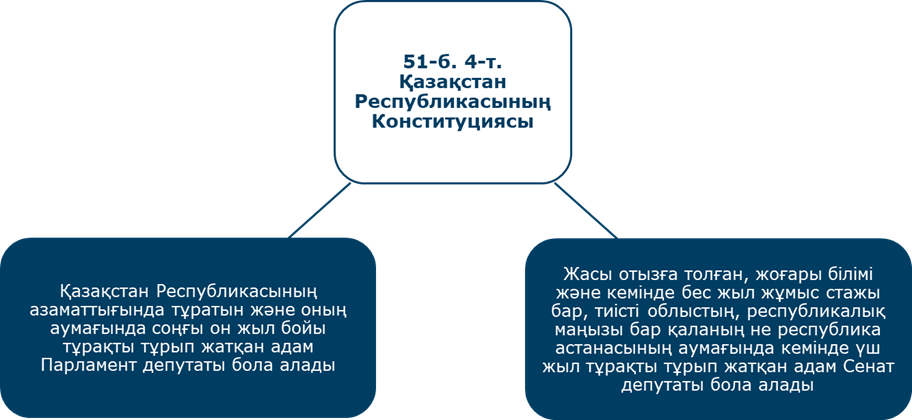 51-б. 4-т.
Қазақстан
Республикасының
Конституциясы
Қазақстан Республикасының
азаматтығында тұратын және оның
аумағында соңғы он жыл бойы
тұрақты тұрып жатқан адам
Парламент депутаты бола алады
Жасы отызға толған, жоғары білімі
және кемінде бес жыл жұмыс стажы
бар, тиісті облыстың, республикалық
маңызы бар қаланың не республика
астанасының аумағында кемінде үш
жыл тұрақты тұрып жатқан адам Сенат
депутаты бола алады